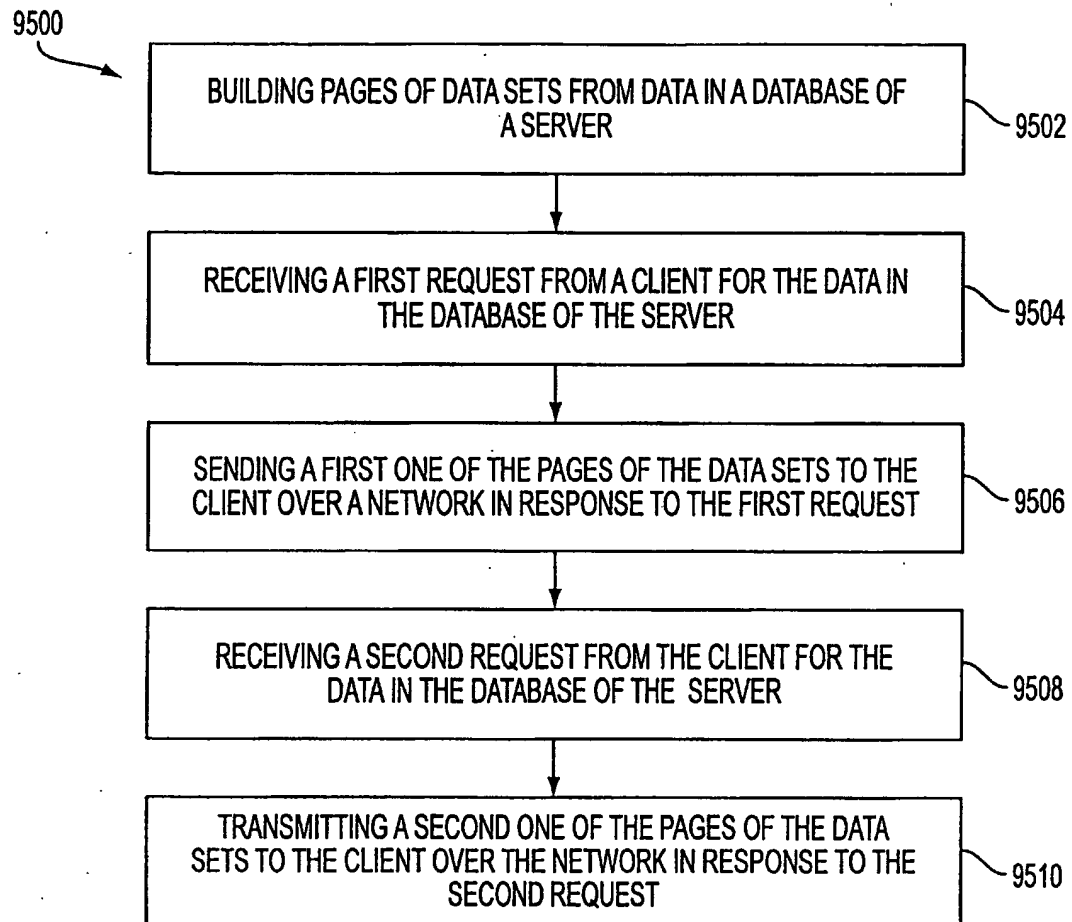 9500
BUILDING PAGES OF DATA SETS FROM DATA IN A DATABASE OF
A SERVER
9502
RECEIVING A FIRST REQUEST FROM A CLIENT FOR THE DATA IN
THE DATABASE OF THE SERVER
9504
SENDING A FIRST ONE OF THE PAGES OF THE DATA SETS TO THE
CLIENT OVER A NETWORK IN RESPONSE TO THE FIRST REQUEST
9506
RECEIVING A SECOND REQUEST FROM THE CLIENT FOR THE
DATA IN THE DATABASE OF THE SERVER
9508
TRANSMITTING A SECOND ONE OF THE PAGES OF THE DATA
SETS TO THE CLIENT OVER THE NETWORK IN RESPONSE TO THE
SECOND REQUEST
9510